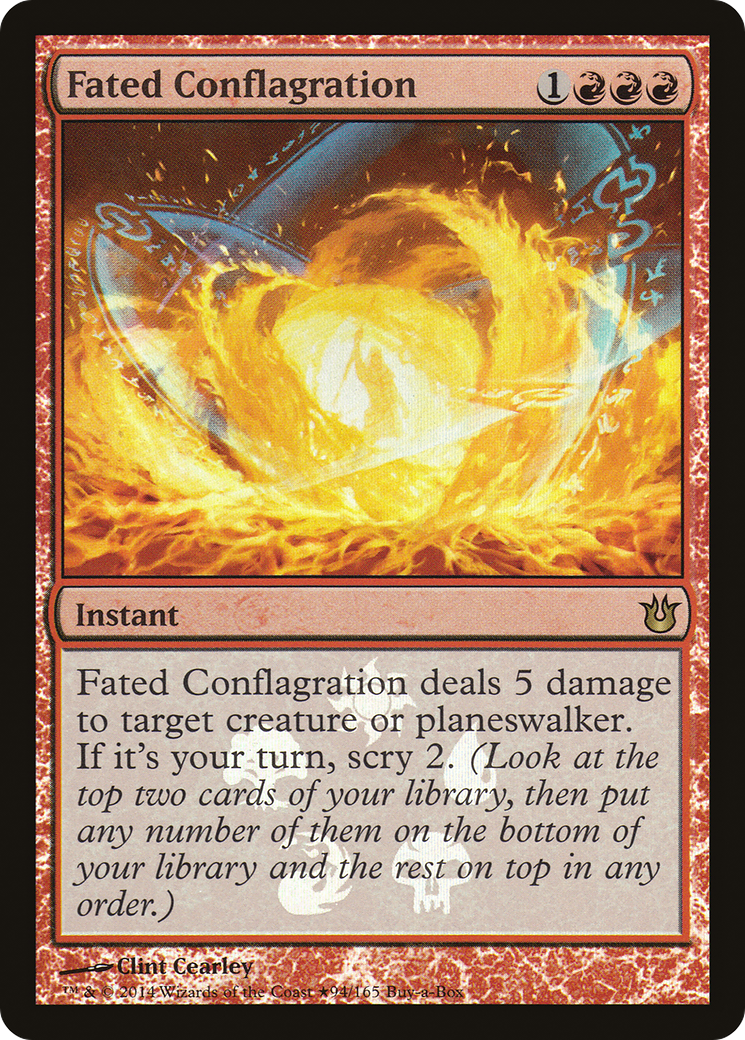 Fated Conflagration 1
Instant
Fated Conflagration deals 5 damage
to target creature or planeswalker.
If it's your turn, scry 2. (Look at the
top two cards of your library, then put
any number of them on the bottom of
your library and the rest on top in any
order.)
Clint Cearley
™ & © 2014 Wizards of the Coast ★94/165 Buy-a-Box